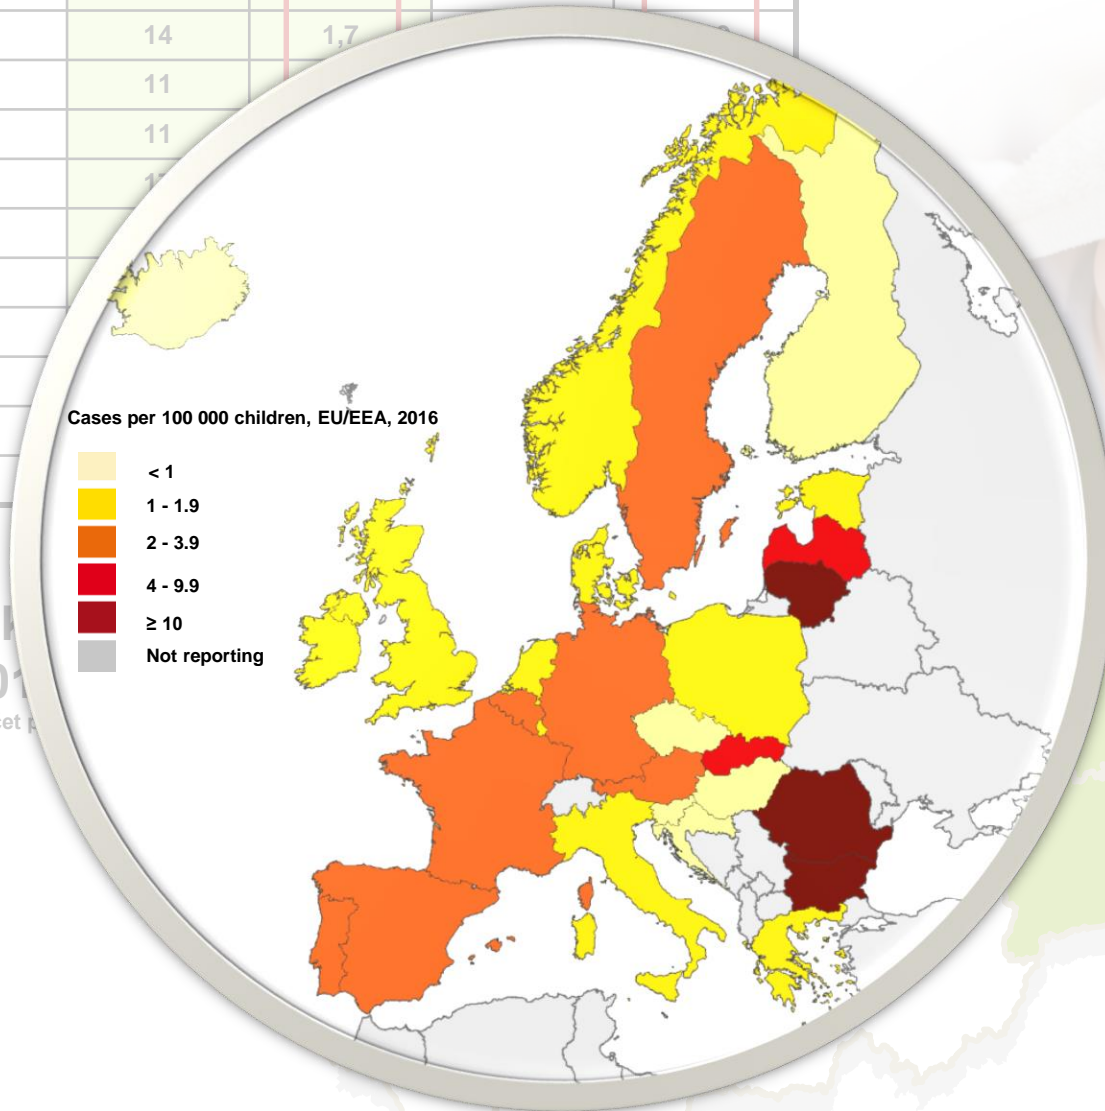 14
1,7
11
11
Cases per 100 000 children, EU/EEA, 2016
< 1
1 - 1.9
2 - 3.9
4 - 9.9
≥ 10
Not reporting